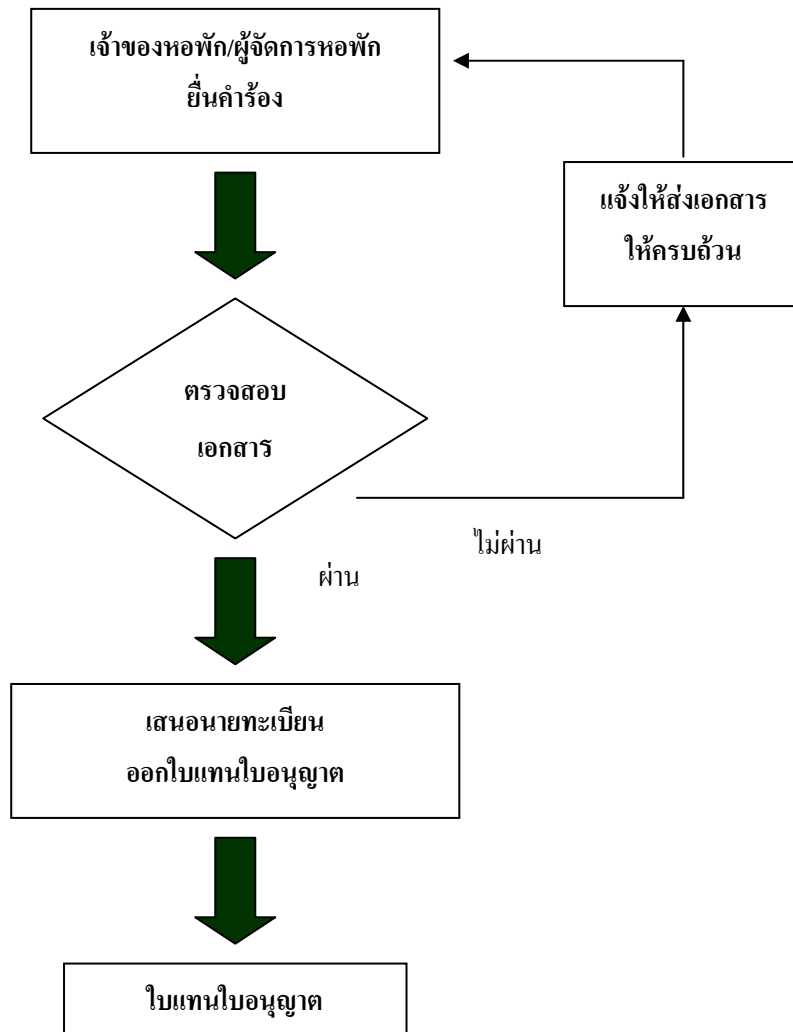 เจ้าของหอพัก/ผู้จัดการหอพัก
ยื่นคำร้อง
แจ้งให้ส่งเอกสาร
ให้ครบถ้วน
ตรวจสอบ
เอกสาร
ไม่ผ่าน
ผ่าน
เสนอนายทะเบียน
ออกใบแทนใบอนุญาต
ใบแทนใบอนุญาต